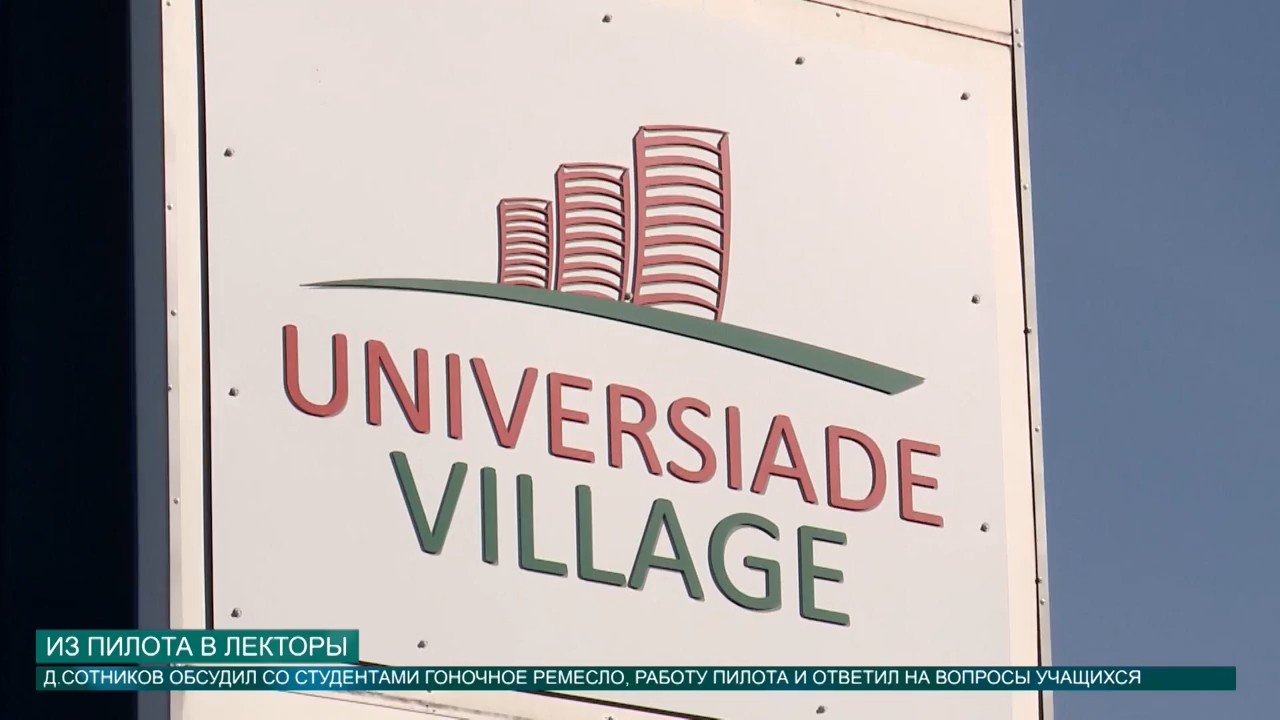 UNIVERSIADE
VILLAGE
ИЗ ПИЛОТА В ЛЕКТОРЫ
Д.СОТНИКОВ ОБСУДИЛ СО СТУДЕНТАМИ ГОНОЧНОЕ РЕМЕСЛО, РАБОТУ ПИЛОТА И ОТВЕТИЛ НА ВОПРОСЫ УЧАЩИХСЯ